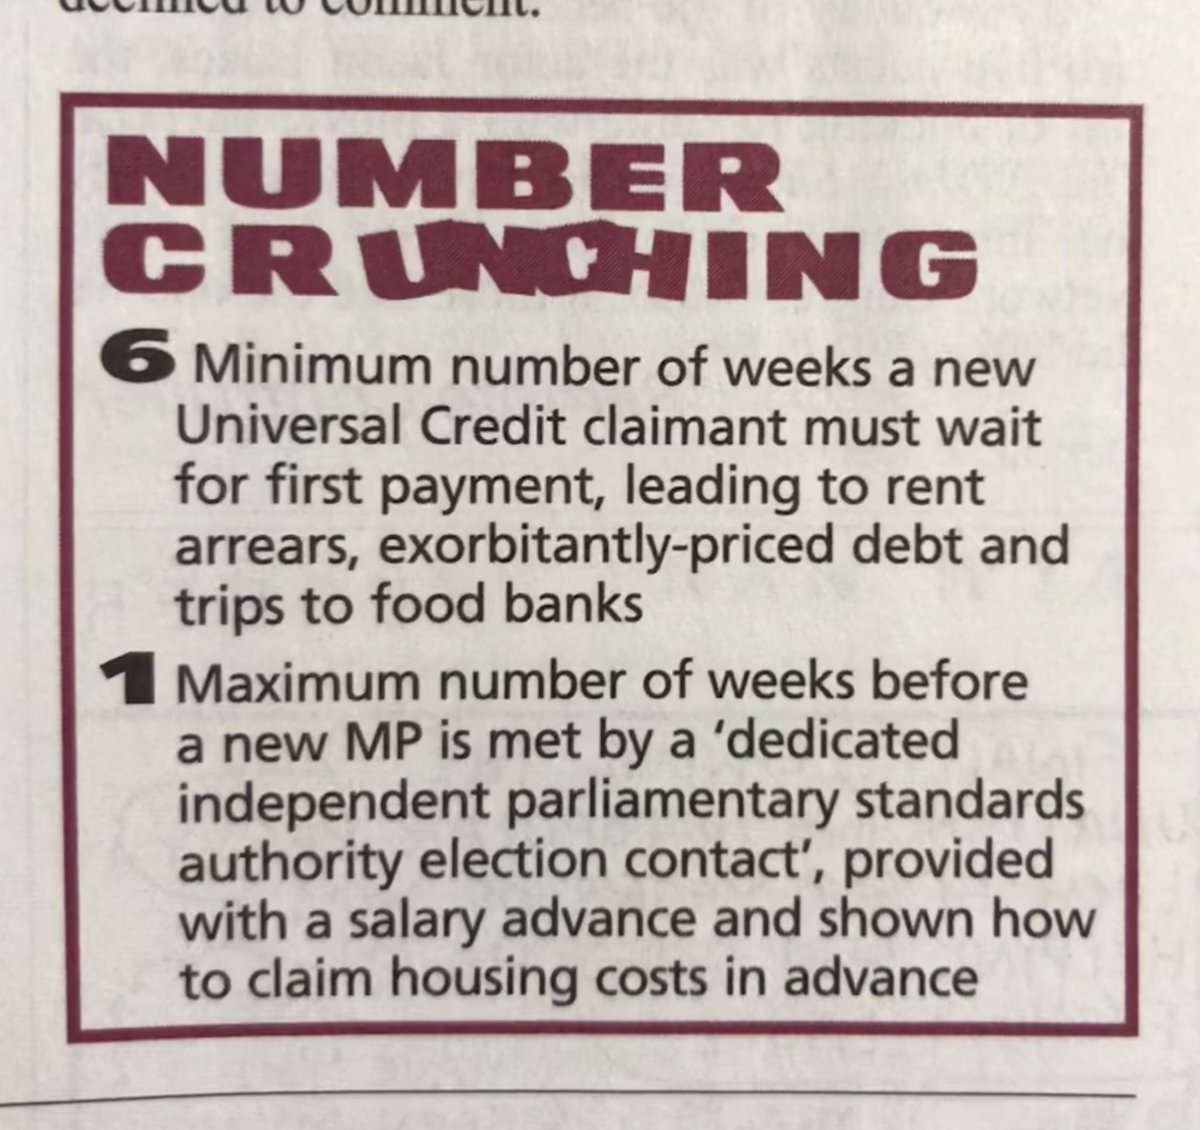 declined to comment.
NUMBER
CRUNCHING
6 Minimum number of weeks a new
Universal Credit claimant must wait
for first payment, leading to rent
arrears, exorbitantly-priced debt and
trips to food banks
1 Maximum number of weeks before
a new MP is met by a ‘dedicated
independent parliamentary standards
authority election contact’, provided
with a salary advance and shown how
to claim housing costs in advance